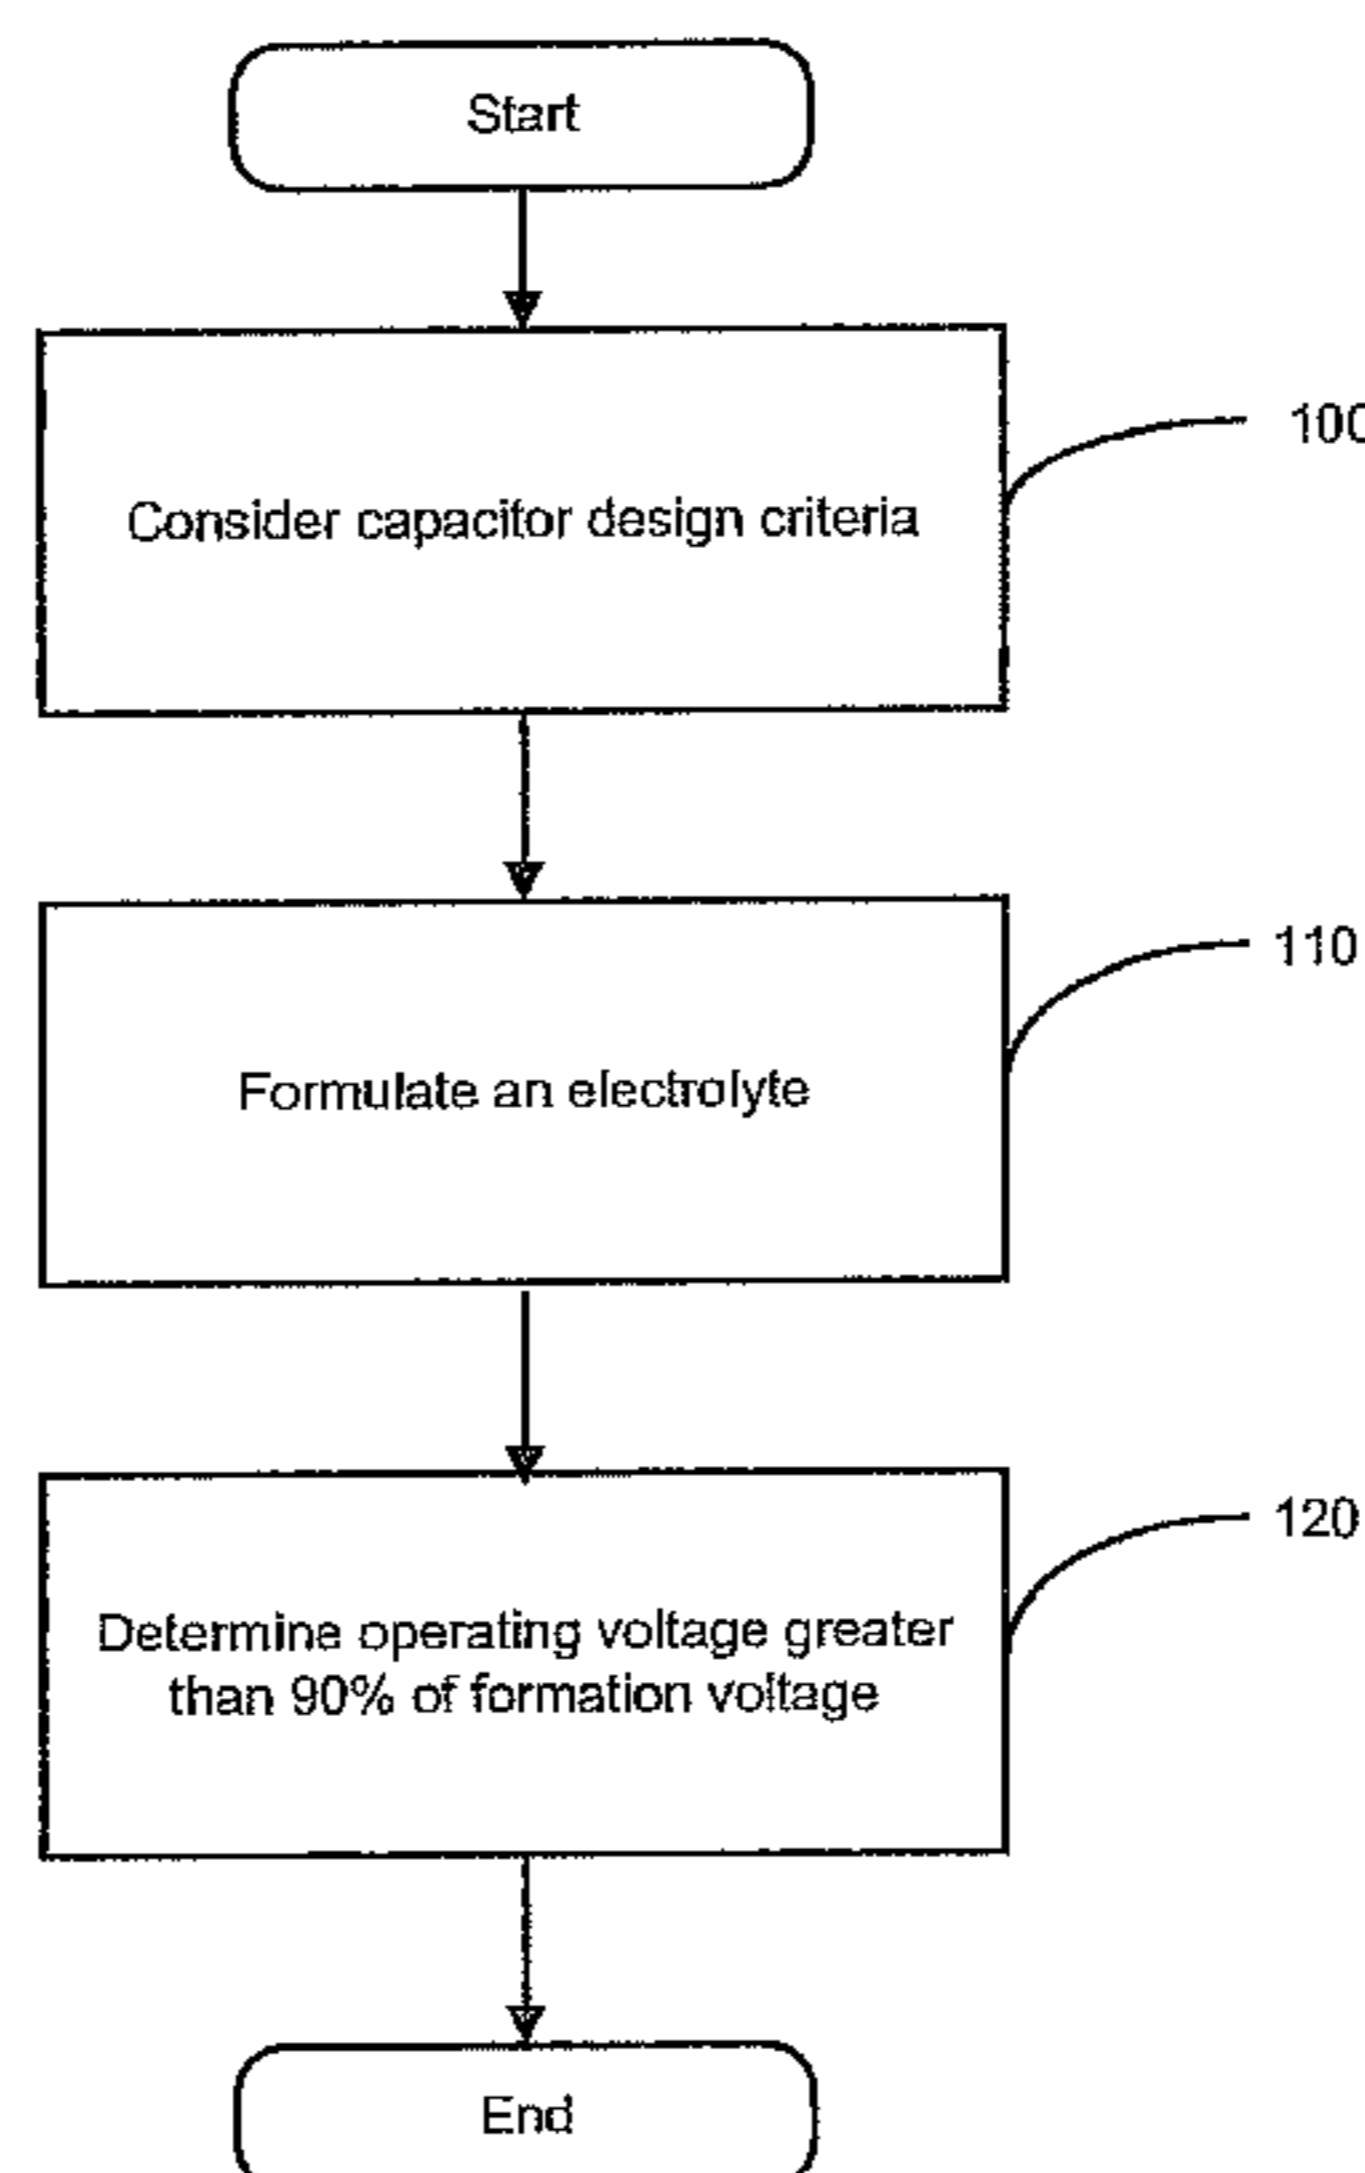 Start
100
Consider capacitor design criteria
110
Formulate an electrolyte
120
Determine operating voltage greater
than 90% of formation voltage
End